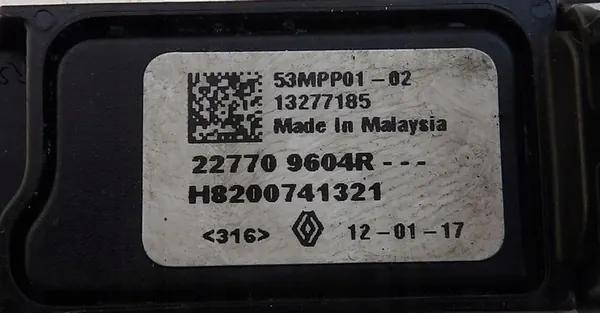 53MPP01-02
13277185
Made In Malaysia
22770 9604R---
H8200741321
<316> 12-01-17